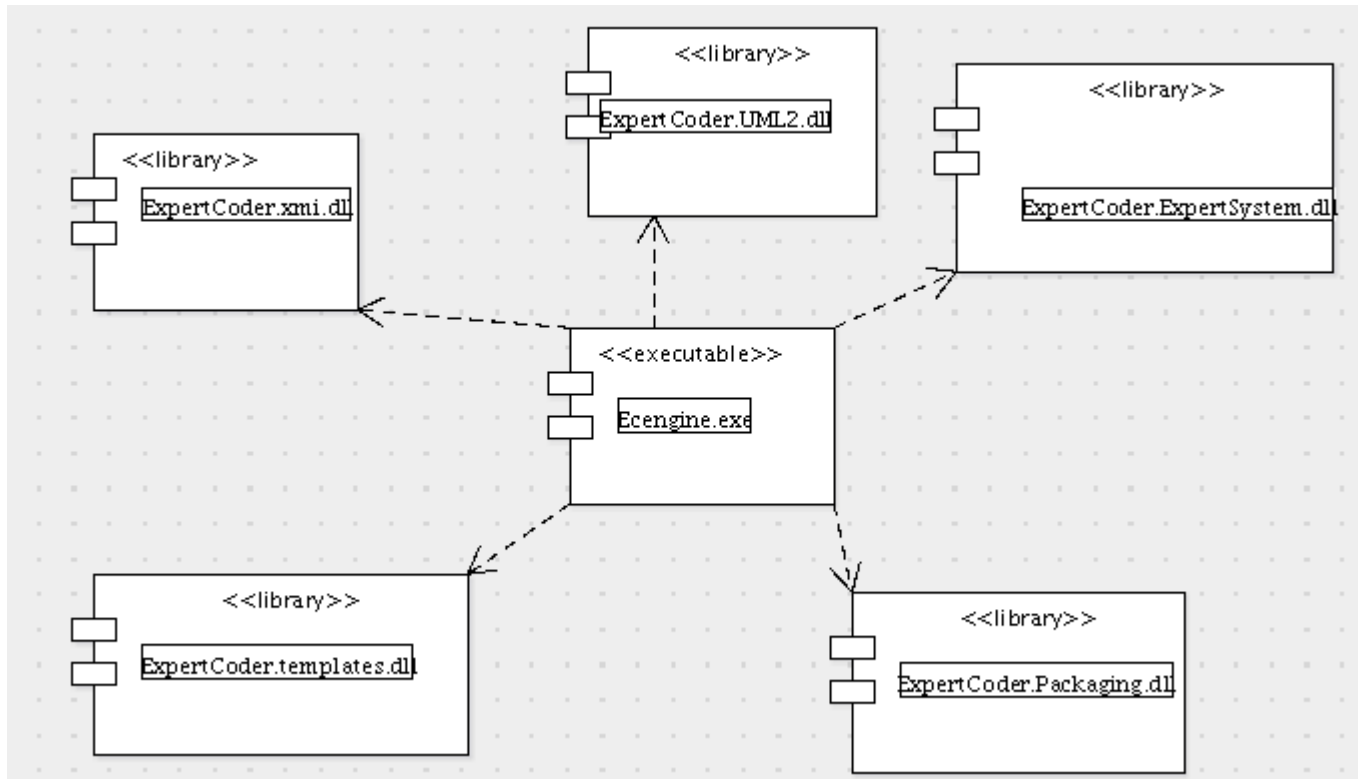 <<library>>
ExpertCoder.UML2.dll
<<library>>
ExpertCoder.ExpertSystem.dll
<<library>>
ExpertCoder.xmi.dll
<<executable>>
Ecengine.exe
<<library>>
ExpertCoder.templates.dll
<<library>>
ExpertCoder.Packaging.dll